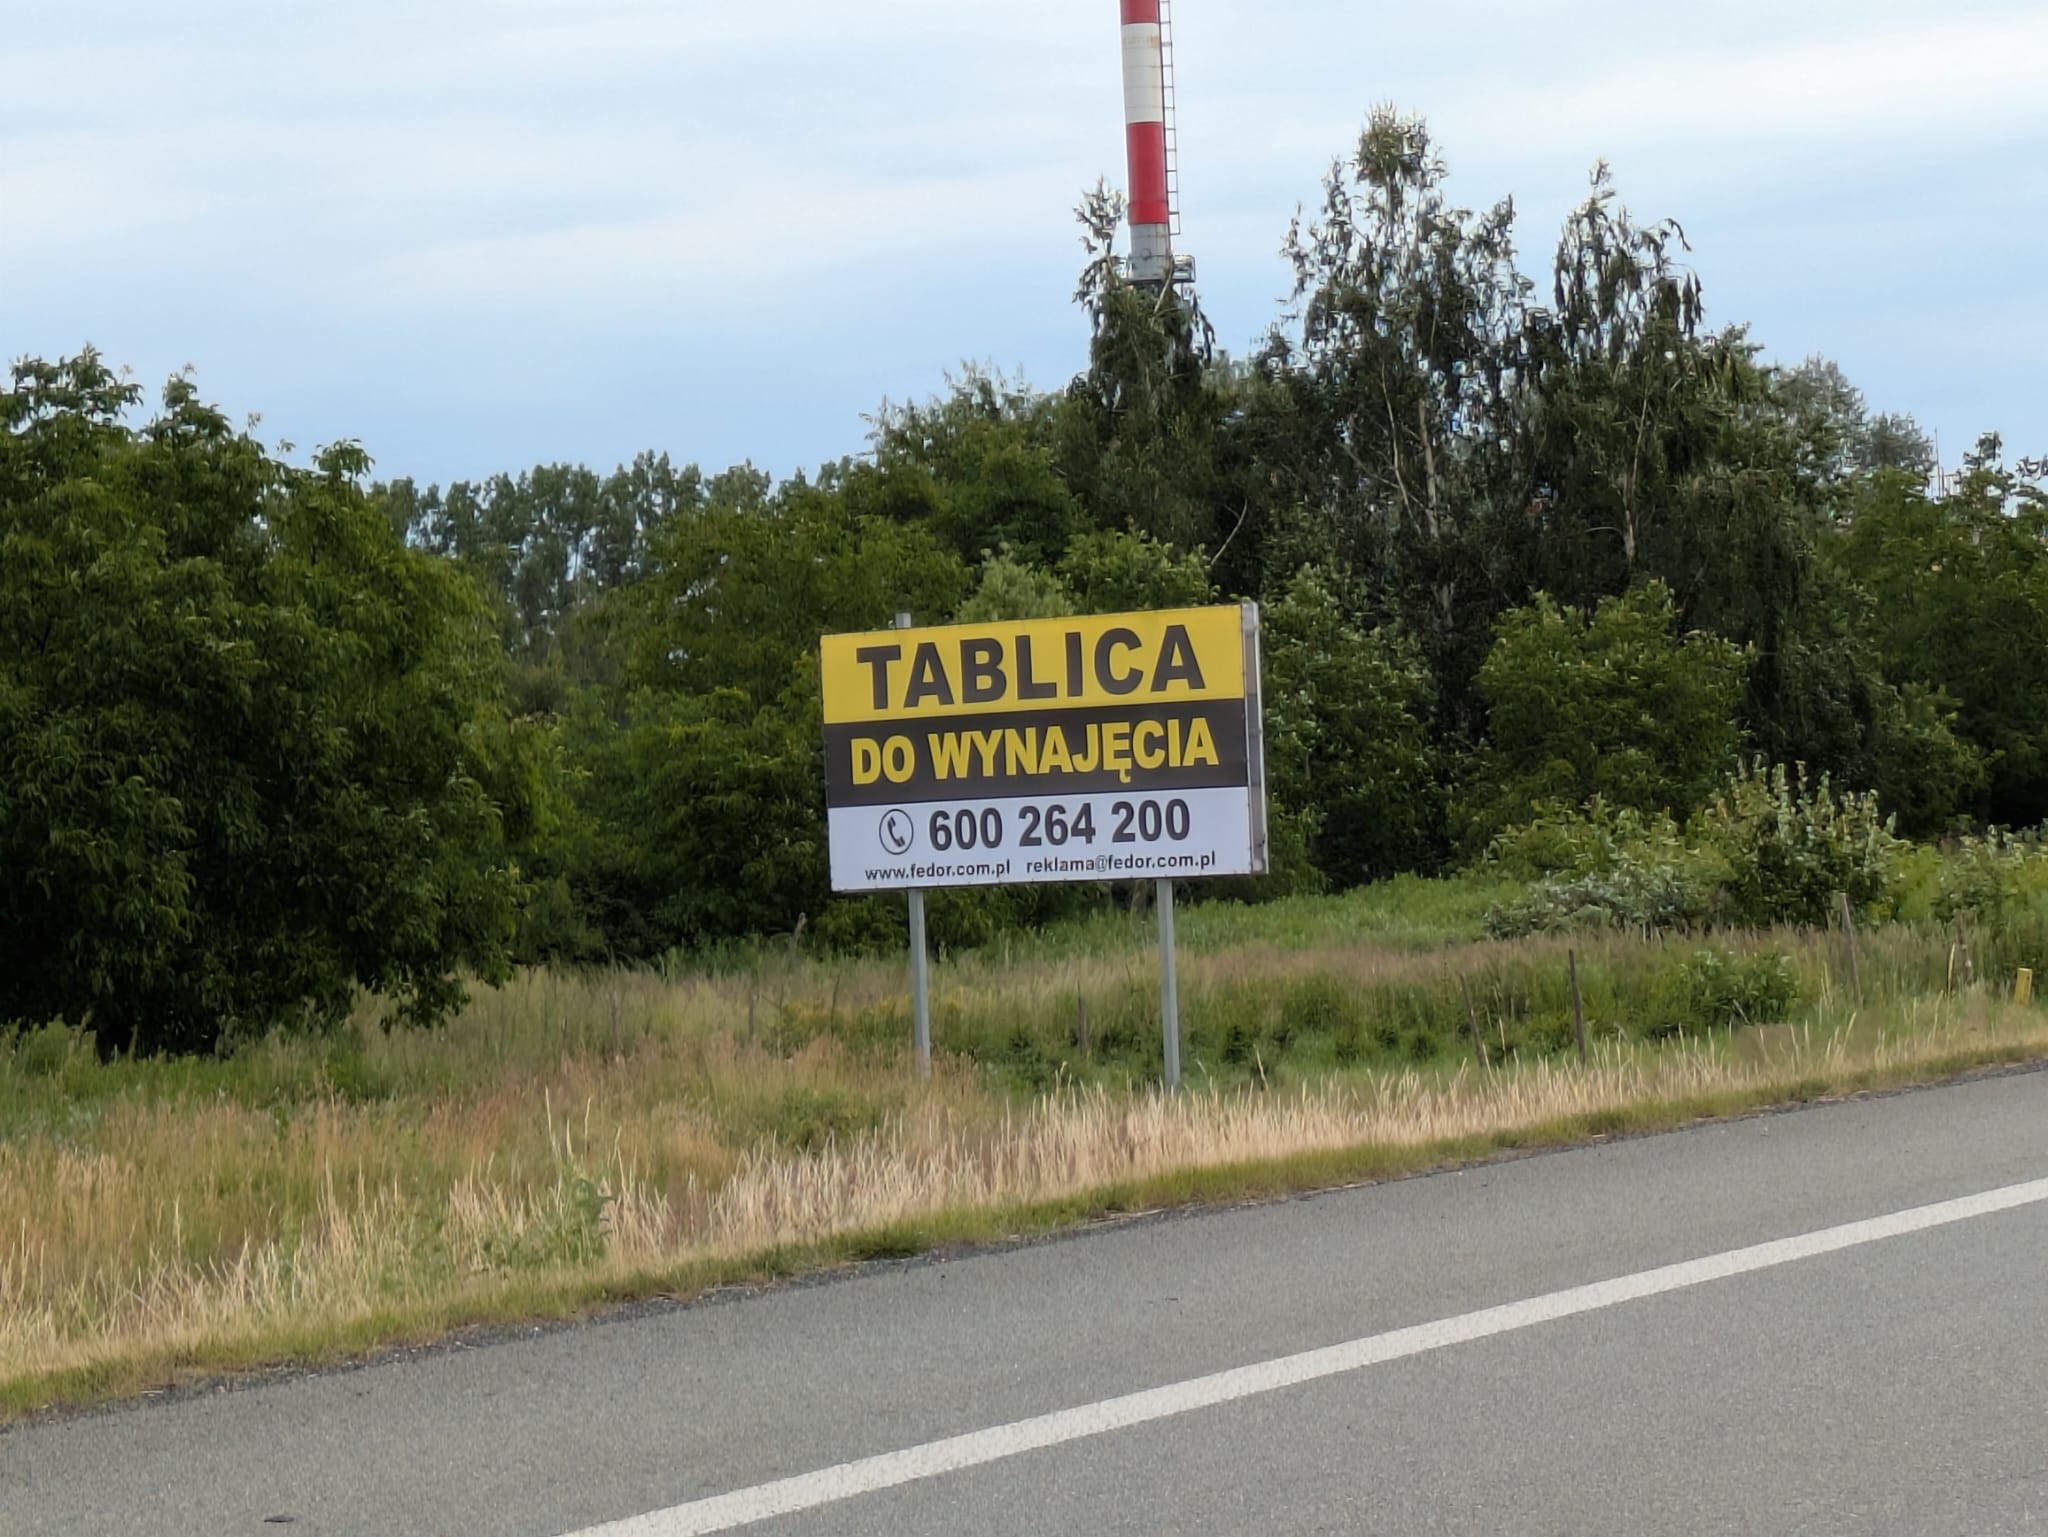 TABLICA
DO WYNAJĘCIA
600 264 200
www.fedor.com.pl reklama@fedor.com.pl